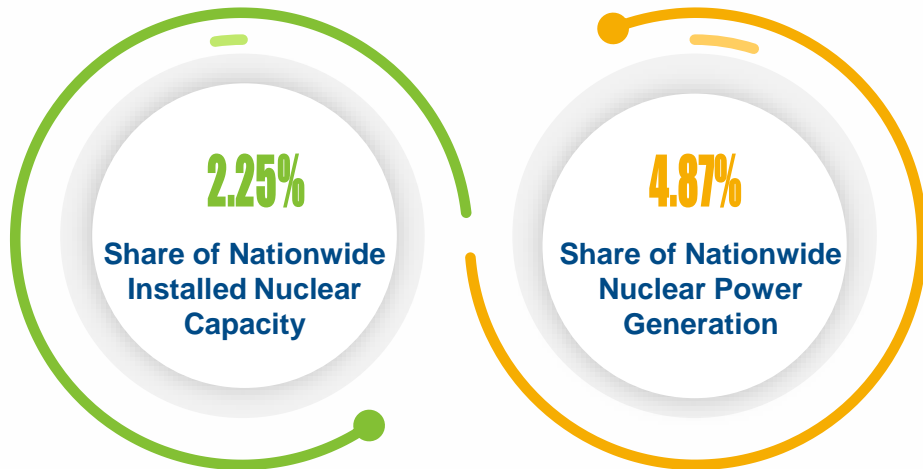 2.25%
Share of Nationwide
Installed Nuclear
Capacity
4.87%
Share of Nationwide
Nuclear Power
Generation